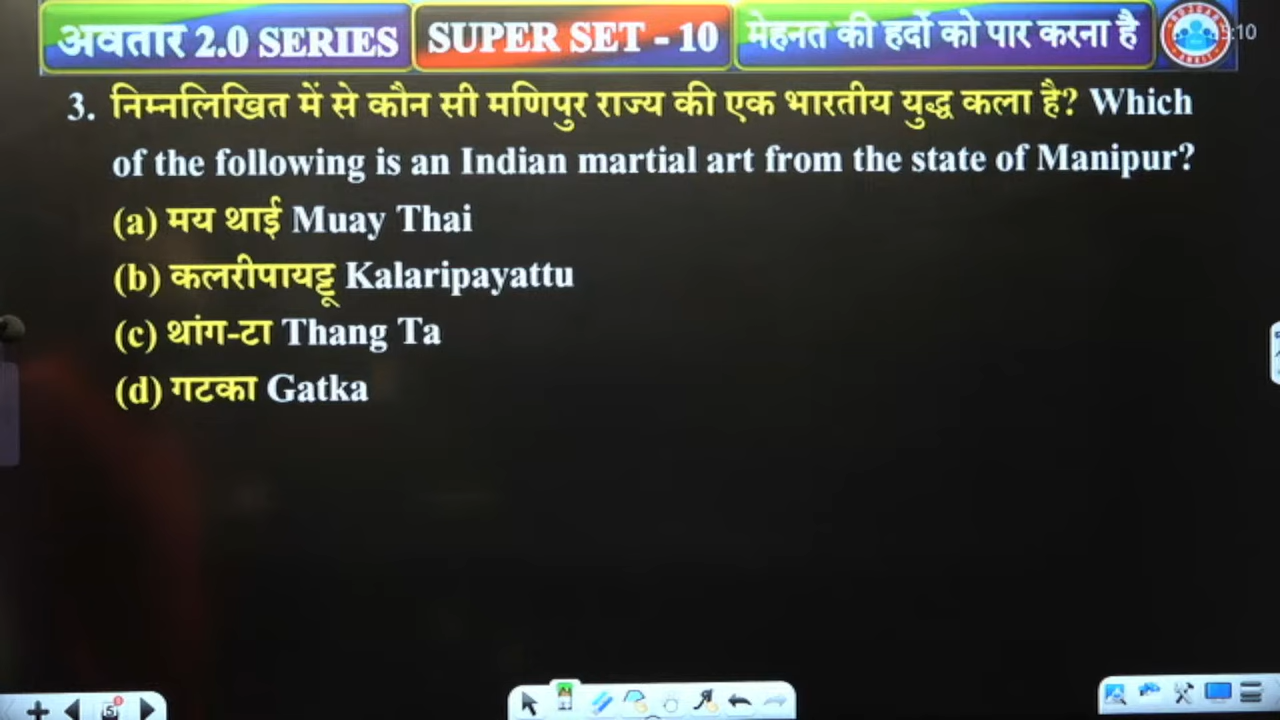 अवतार 2.0 SERIES
SUPER SET - 10
मेहनत की हदों को पार करना है
3. निम्नलिखित में से कौन सी मणिपुर राज्य की एक भारतीय युद्ध कला है? Which
of the following is an Indian martial art from the state of Manipur?
(a) मय थाई Muay Thai
(b) कलरीपायट्टू Kalaripayattu
(c) थांग-टा Thang Ta
(d) गटका Gatka